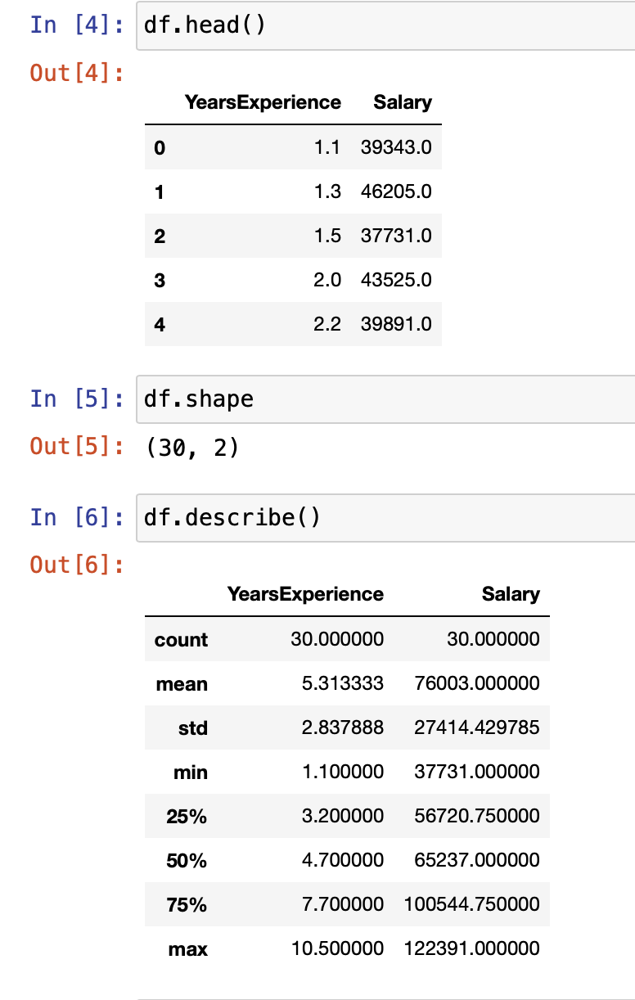 In [4]: df.head()
Out[4]:
YearsExperience Salary
0 1.1 39343.0
1 1.3 46205.0
2 1.5 37731.0
3 2.0 43525.0
4 2.2 39891.0
In [5]: df.shape
Out[5]: (30, 2)
In [6]: df.describe()
Out[6]:
YearsExperience Salary
count 30.000000 30.000000
mean 5.313333 76003.000000
std 2.837888 27414.429785
min 1.100000 37731.000000
25% 3.200000 56720.750000
50% 4.700000 65237.000000
75% 7.700000 100544.750000
max 10.500000 122391.000000